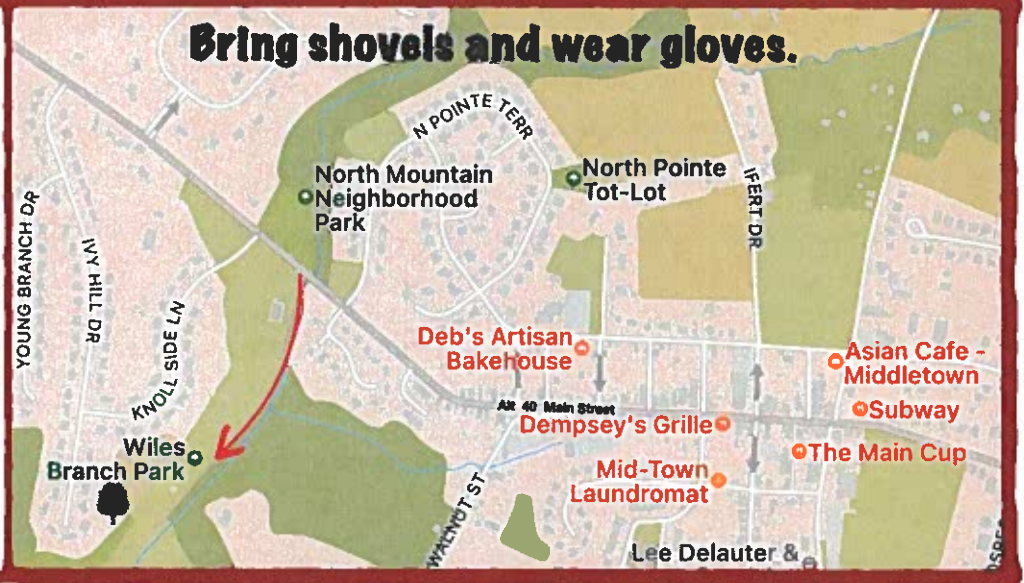 Bring shovels and wear gloves.
N POINTE TERR
North Mountain
Neighborhood
Park
North Pointe
Tot-Lot
IFERT DR
YOUNG BRANCH DR
IVY HILL DR
KNOLL SIDE LN
Deb's Artisan
Bakehouse
Asian Cafe -
Middletown
Alt 40 Main Street
Subway
Dempsey's Grille
The Main Cup
Wiles
Branch Park
Mid-Town
Laundromat
WALNUT ST
Lee Delauter &